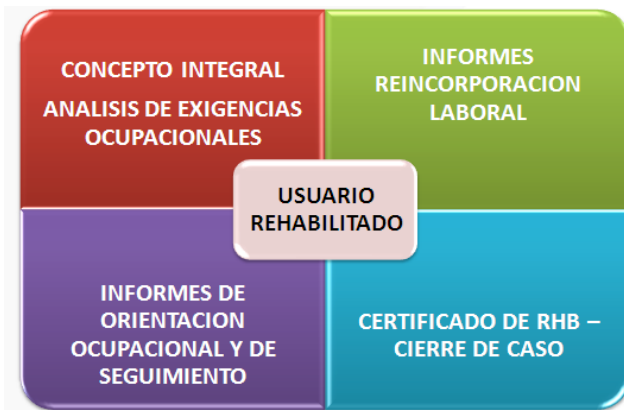 CONCEPTO INTEGRAL
ANALISIS DE EXIGENCIAS
OCUPACIONALES
INFORMES
REINCORPORACION
LABORAL
USUARIO
REHABILITADO
INFORMES DE
ORIENTACION
OCUPACIONAL Y DE
SEGUIMIENTO
CERTIFICADO DE RHB –
CIERRE DE CASO